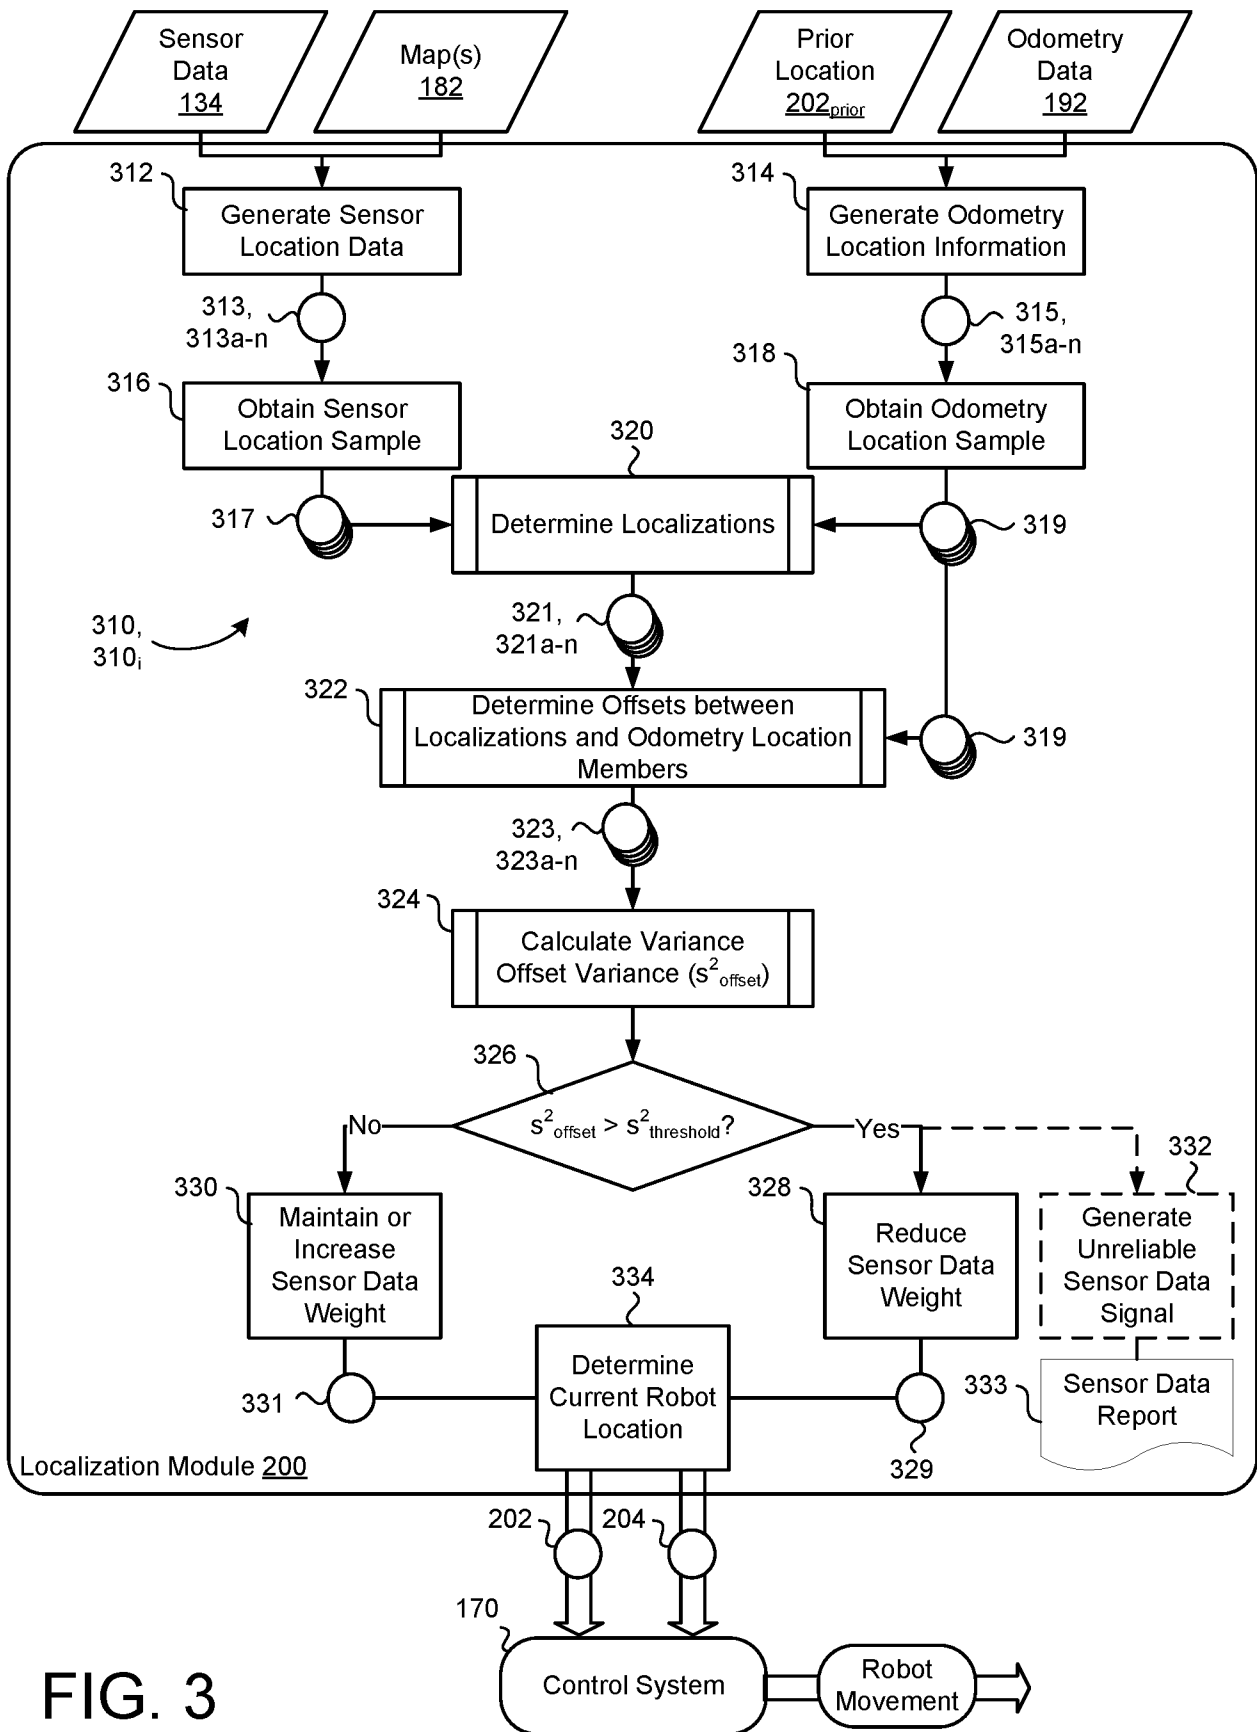 Sensor
Data
134
Map(s)
182
Prior
Location
202prior
Odometry
Data
192
312
Generate Sensor
Location Data
314
Generate Odometry
Location Information
313,
313a-n
315,
315a-n
316
Obtain Sensor
Location Sample
318
Obtain Odometry
Location Sample
320
317
Determine Localizations
319
310,
310i
321,
321a-n
322
Determine Offsets between
Localizations and Odometry Location
Members
319
323,
323a-n
324
Calculate Variance
Offset Variance (s²offset)
326
s²offset > s²threshold?
No
Yes
330
Maintain or
Increase
Sensor Data
Weight
328
Reduce
Sensor Data
Weight
332
Generate
Unreliable
Sensor Data
Signal
334
Determine
Current Robot
Location
331
329
333
Sensor Data
Report
Localization Module 200
202
204
170
Control System
Robot
Movement
FIG. 3